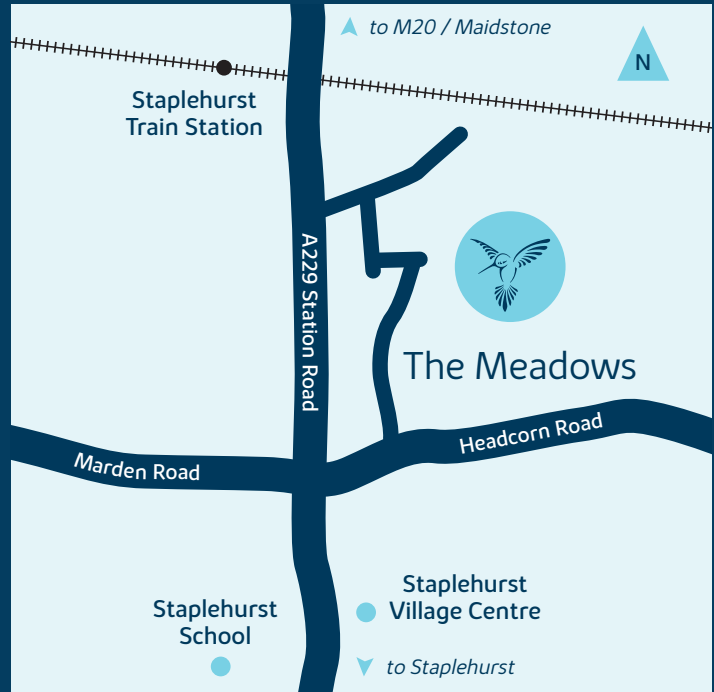 to M20 / Maidstone
N
Staplehurst
Train Station
A229 Station Road
The Meadows
Headcorn Road
Marden Road
Staplehurst
Village Centre
Staplehurst
School
to Staplehurst